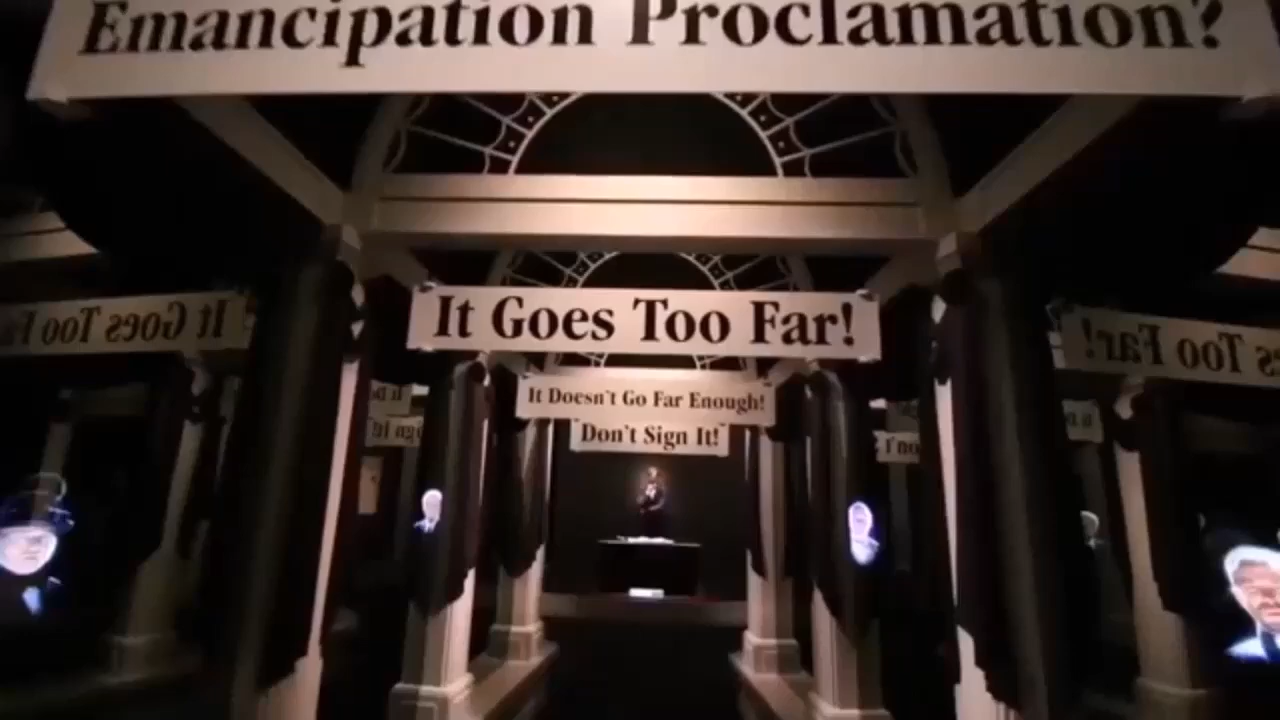 Emancipation Proclamation?
It Goes Too Far!
It Goes Too
Too Far!
It Doesn't Go Far Enough!
Don't Sign It!